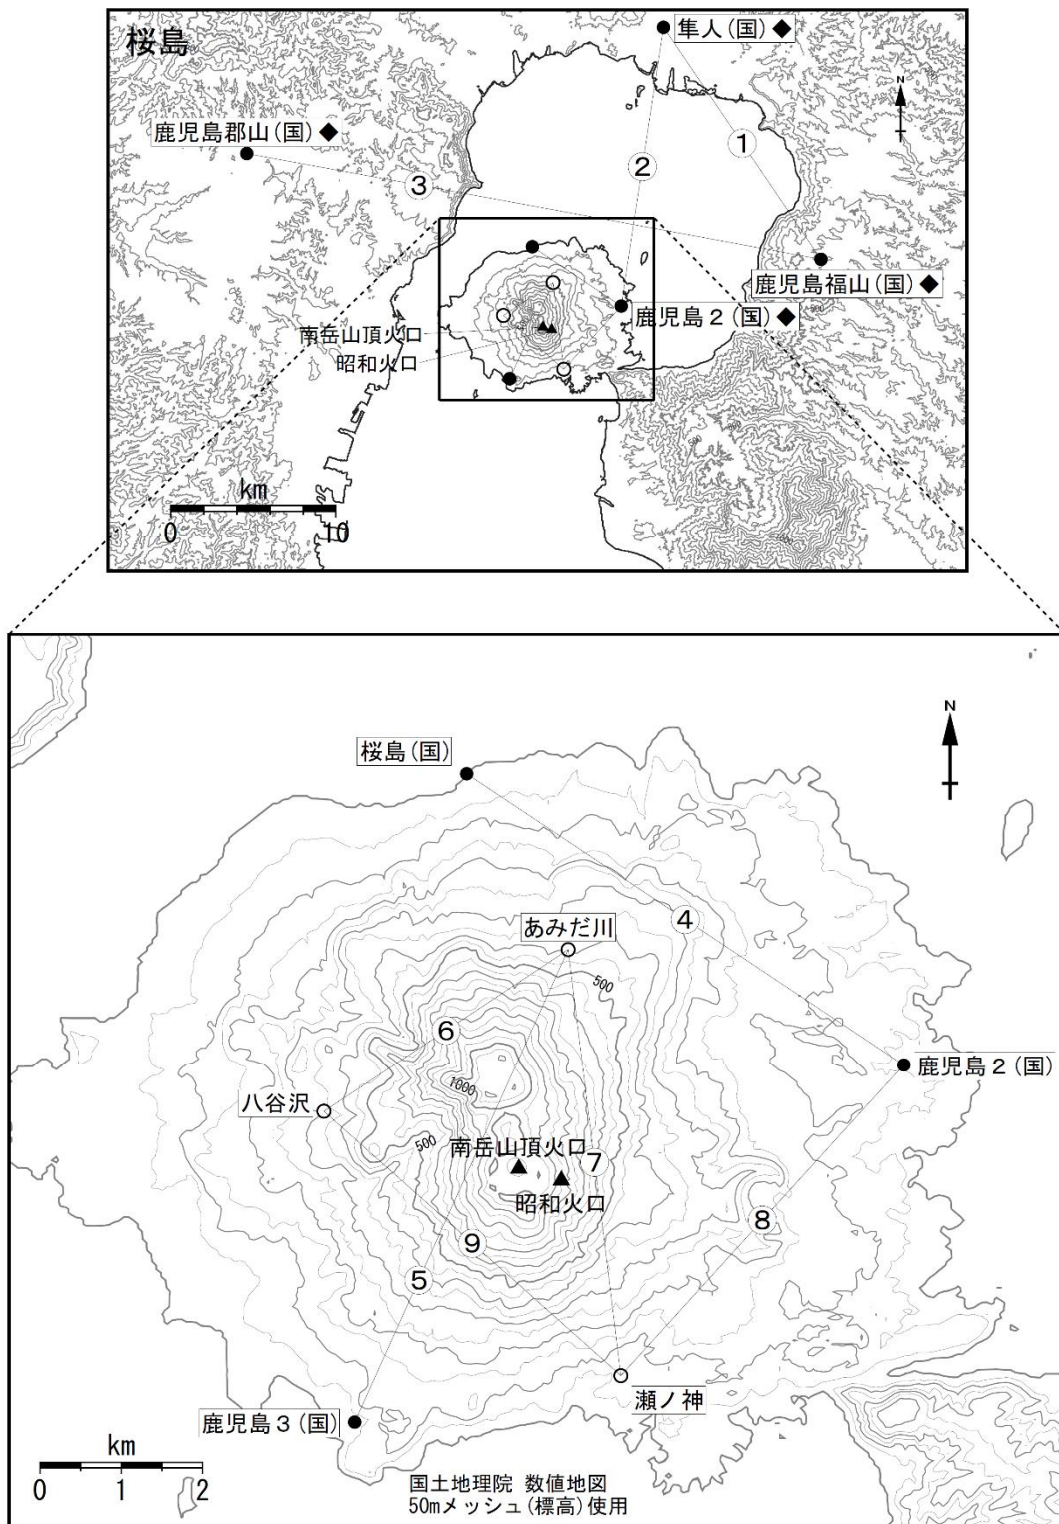 桜島
隼人(国)◆
N
鹿児島郡山(国)◆
①
②
③
鹿児島福山(国)◆
500
鹿児島2(国)◆
南岳山頂火口
昭和火口
km
0 10
1000
N
桜島(国)
④
あみだ川
500
⑥
鹿児島2(国)
1000
八谷沢
500
南岳山頂火口
⑦
昭和火口
⑧
⑨
⑤
瀬ノ神
鹿児島3(国)
km
0 1 2
国土地理院 数値地図
50mメッシュ(標高)使用